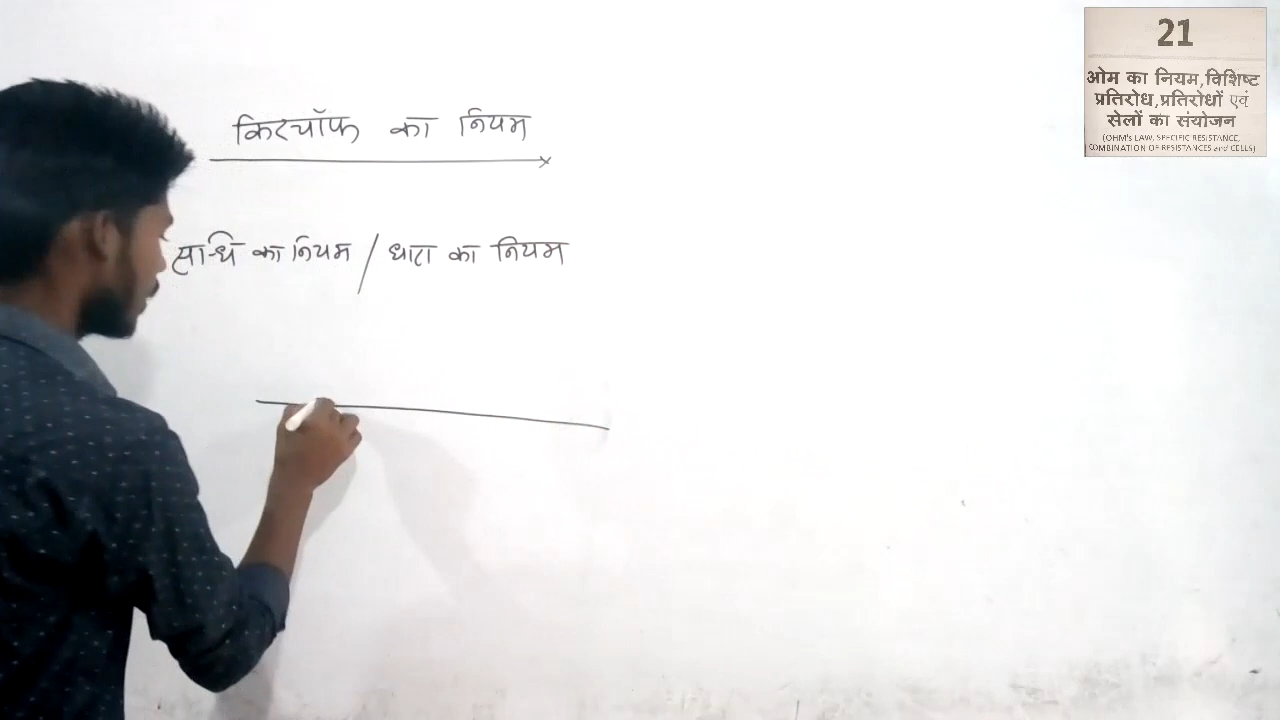 किरचॉफ का नियम
सान्धि का नियम / धारा का नियम
21
ओम का नियम, विशिष्ट
प्रतिरोध, प्रतिरोधों एवं
सेलों का संयोजन
(OHM's LAW, SPECIFIC RESISTANCE,
COMBINATION OF RESISTANCES and CELLS)